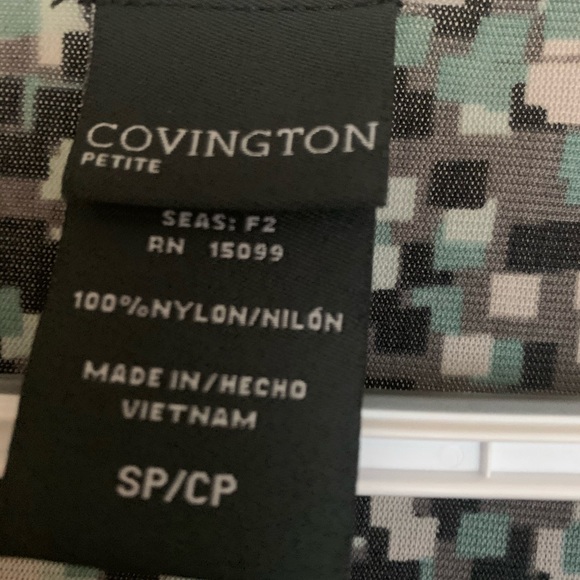 COVINGTON
PETITE
SEAS: F2
RN 15099
100%NYLON/NILÓN
MADE IN/HECHO
VIETNAM
SP/CP